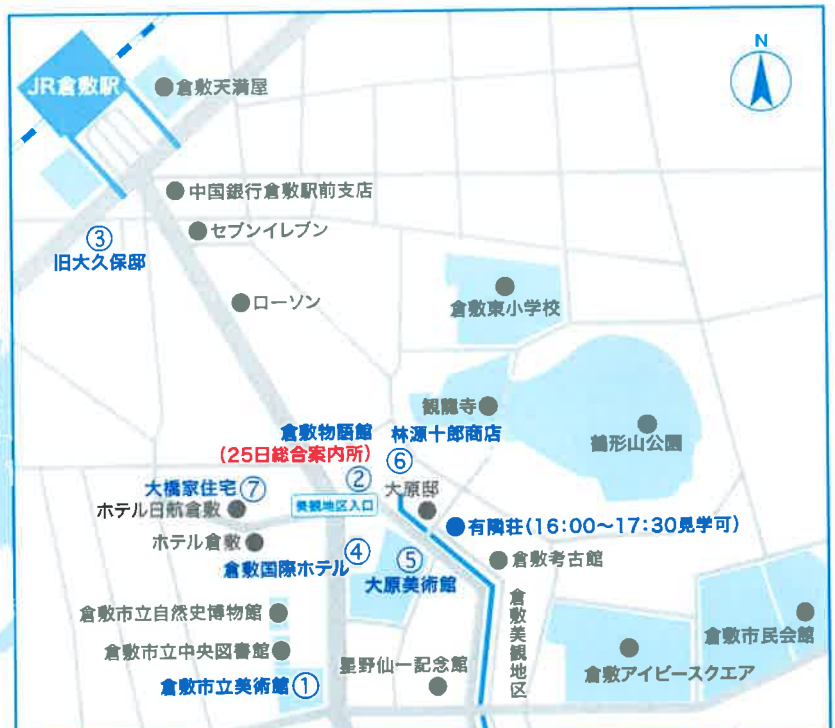 N
JR倉敷駅
倉敷天満屋
中国銀行倉敷駅前支店
セブンイレブン
③
旧大久保邸
ローソン
倉敷東小学校
観龍寺
鶴形山公園
倉敷物語館
(25日総合案内所)
②
林源十郎商店
⑥
大橋家住宅⑦
ホテル日航倉敷
美観地区入口
大原邸
有隣荘(16:00〜17:30見学可)
ホテル倉敷
倉敷国際ホテル④
⑤
大原美術館
倉敷考古館
倉敷美観地区
倉敷市立自然史博物館
倉敷市立中央図書館
倉敷市立美術館①
星野仙一記念館
倉敷アイビースクエア
倉敷市民会館